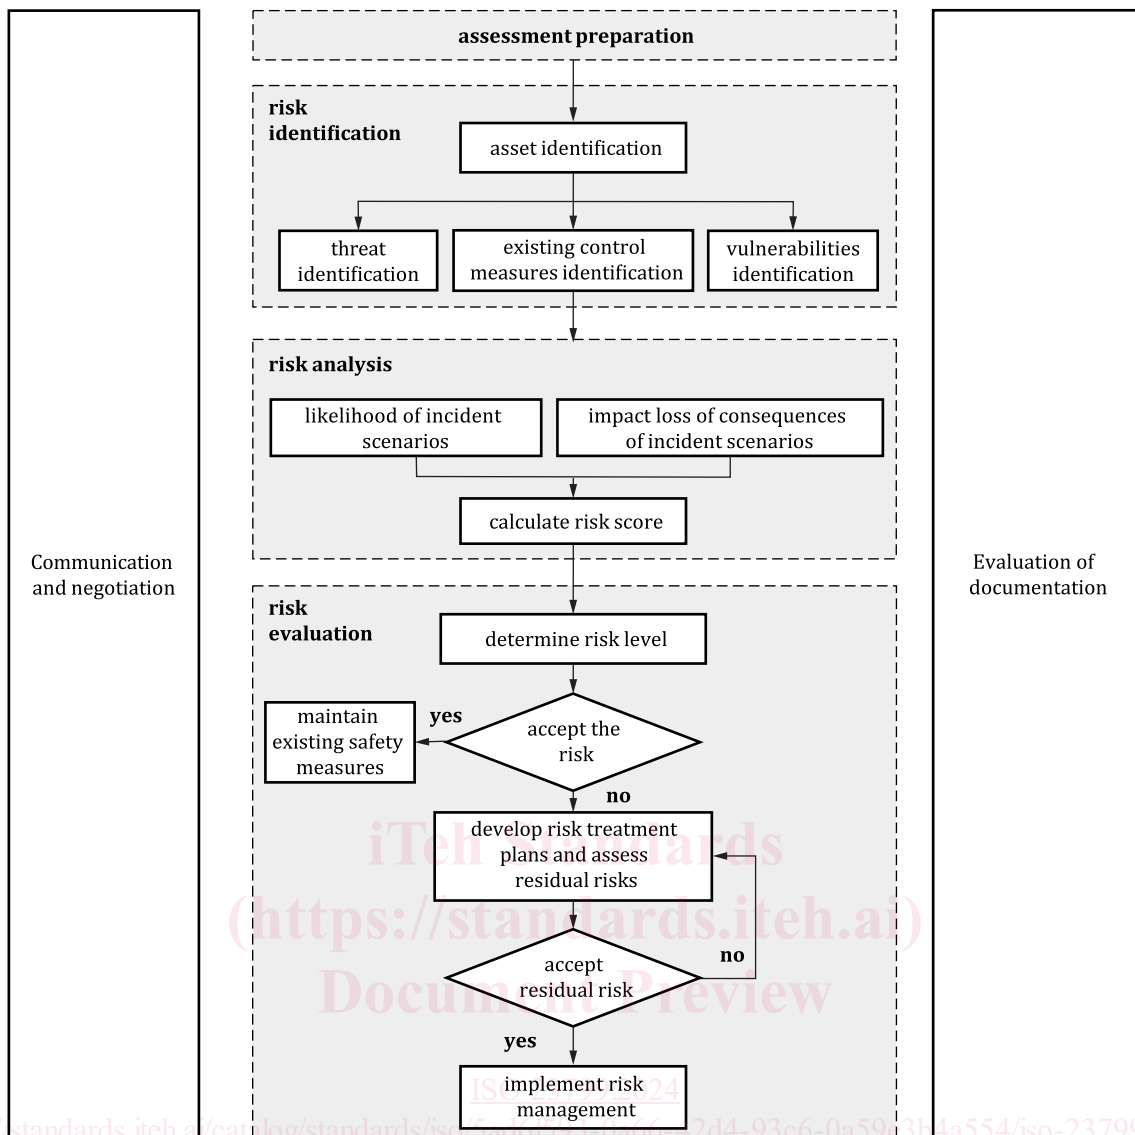 assessment preparation
risk
identification
asset identification
threat
identification
existing control
measures identification
vulnerabilities
identification
risk analysis
likelihood of incident
scenarios
impact loss of consequences
of incident scenarios
calculate risk score
Communication
and negotiation
Evaluation of
documentation
risk
evaluation
determine risk level
maintain
existing safety
measures
yes
accept the
risk
no
develop risk treatment
plans and assess
residual risks
iTeh Standards
(https://standards.iteh.ai)
Document Preview
accept
residual risk
no
yes
implement risk
management
ISO 23799:2024